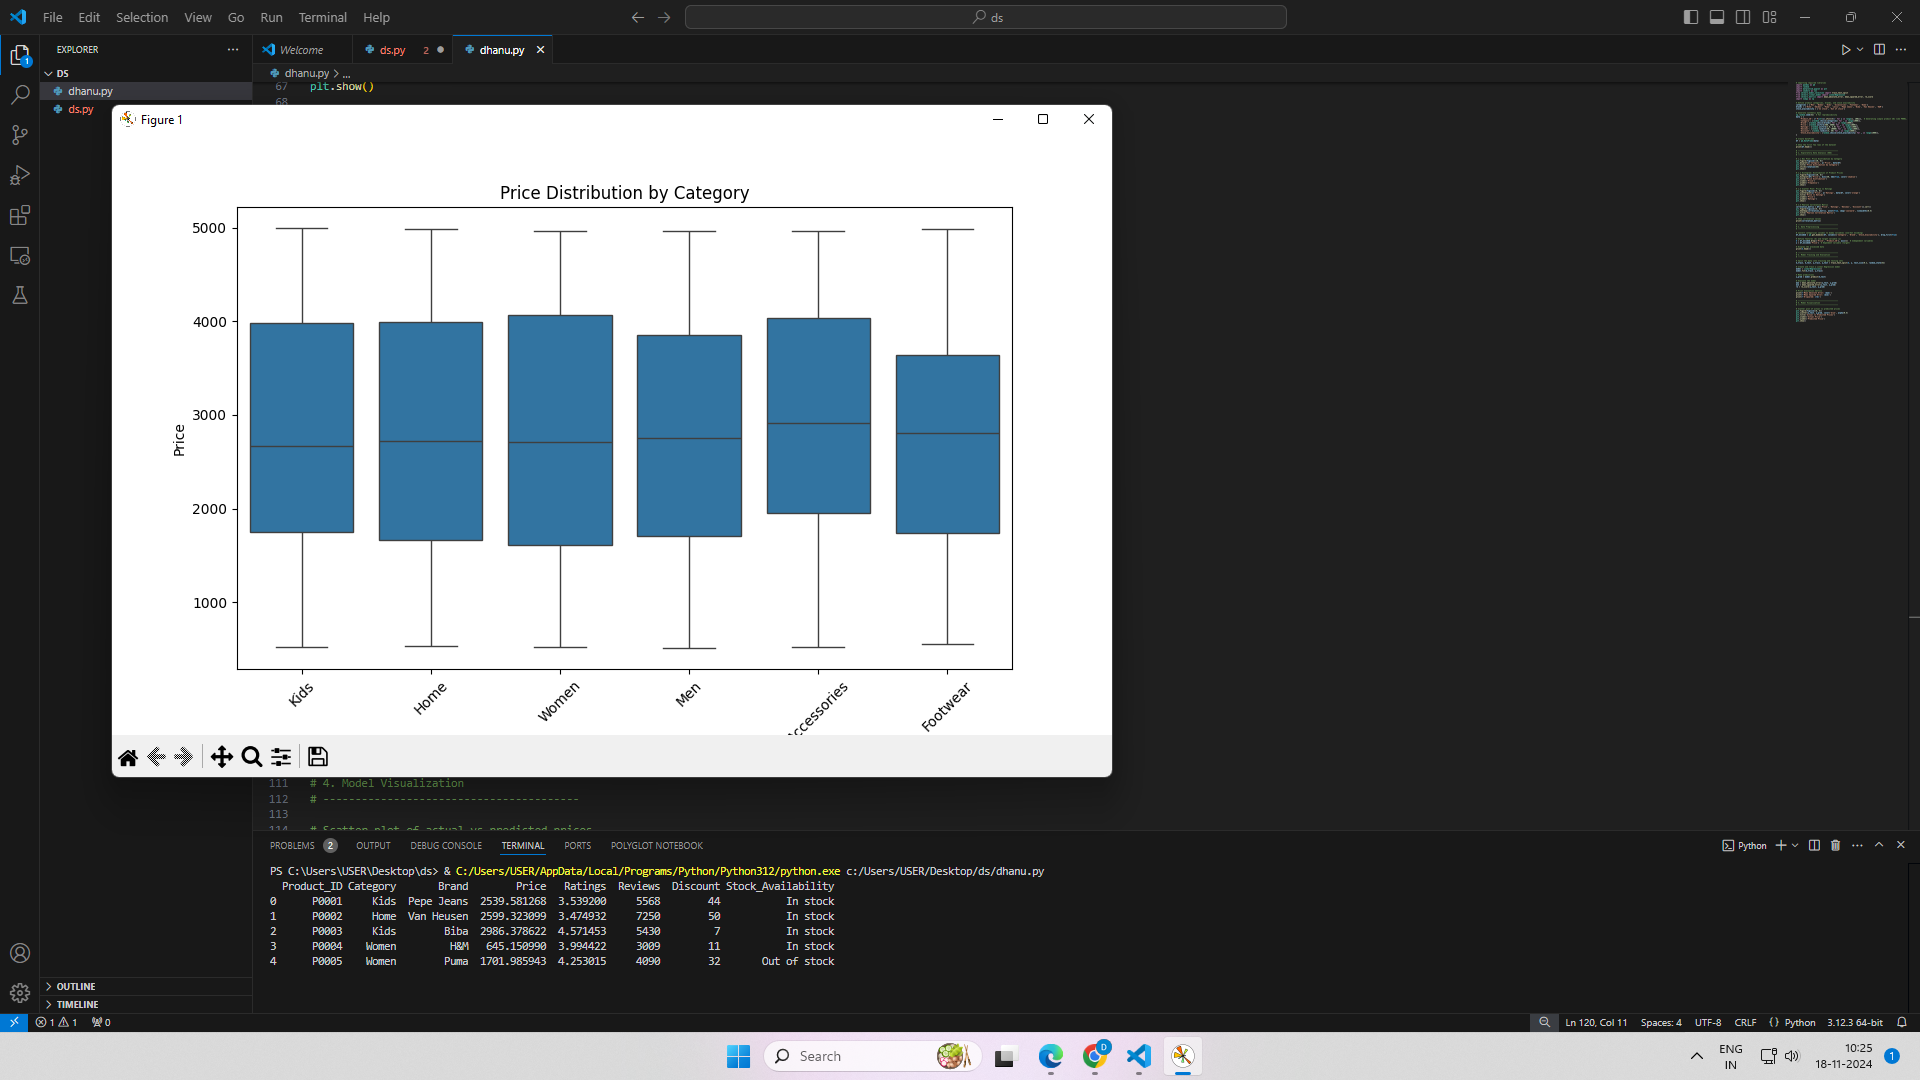 File Edit Selection View Go Run Terminal Help
ds
EXPLORER
Welcome
ds.py 2
dhanu.py
DS
dhanu.py
ds.py
dhanu.py > ...
67 plt.show()
68
Figure 1
Price Distribution by Category
5000
4000
3000
2000
1000
Price
Kids
Home
Women
Men
ccessories
Footwear
111 # 4. Model Visualization
112 # ----------------------------------------
113
114 # Scatter plot of actual vs predicted prices
PROBLEMS 2 OUTPUT DEBUG CONSOLE TERMINAL PORTS POLYGLOT NOTEBOOK
Python
PS C:\Users\USER\Desktop\ds> & C:/Users/USER/AppData/Local/Programs/Python/Python312/python.exe c:/Users/USER/Desktop/ds/dhanu.py
Product_ID Category Brand Price Ratings Reviews Discount Stock_Availability
0 P0001 Kids Pepe Jeans 2539.581268 3.539200 5568 44 In stock
1 P0002 Home Van Heusen 2599.323099 3.474932 7250 50 In stock
2 P0003 Kids Biba 2986.378622 4.571453 5430 7 In stock
3 P0004 Women H&M 645.150990 3.994422 3009 11 In stock
4 P0005 Women Puma 1701.985943 4.253015 4090 32 Out of stock
OUTLINE
TIMELINE
1 1 0
Ln 120, Col 11 Spaces: 4 UTF-8 CRLF Python 3.12.3 64-bit
Search
D
ENG
IN
10:25
18-11-2024
1